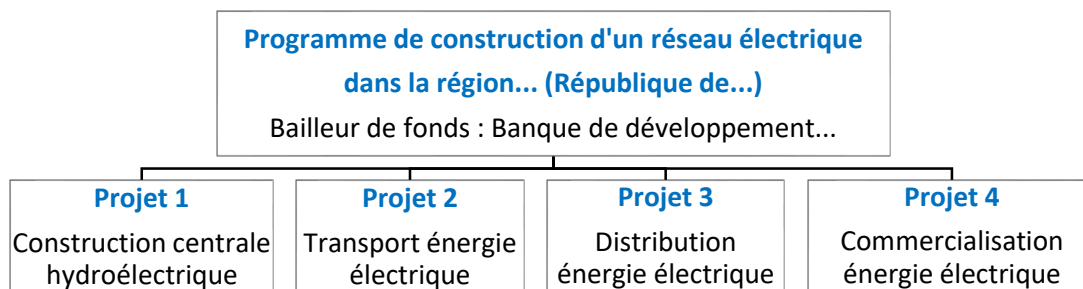 Programme de construction d'un réseau électrique
dans la région... (République de...)
Bailleur de fonds : Banque de développement...
Projet 1
Construction centrale
hydroélectrique
Projet 2
Transport énergie
électrique
Projet 3
Distribution
énergie électrique
Projet 4
Commercialisation
énergie électrique